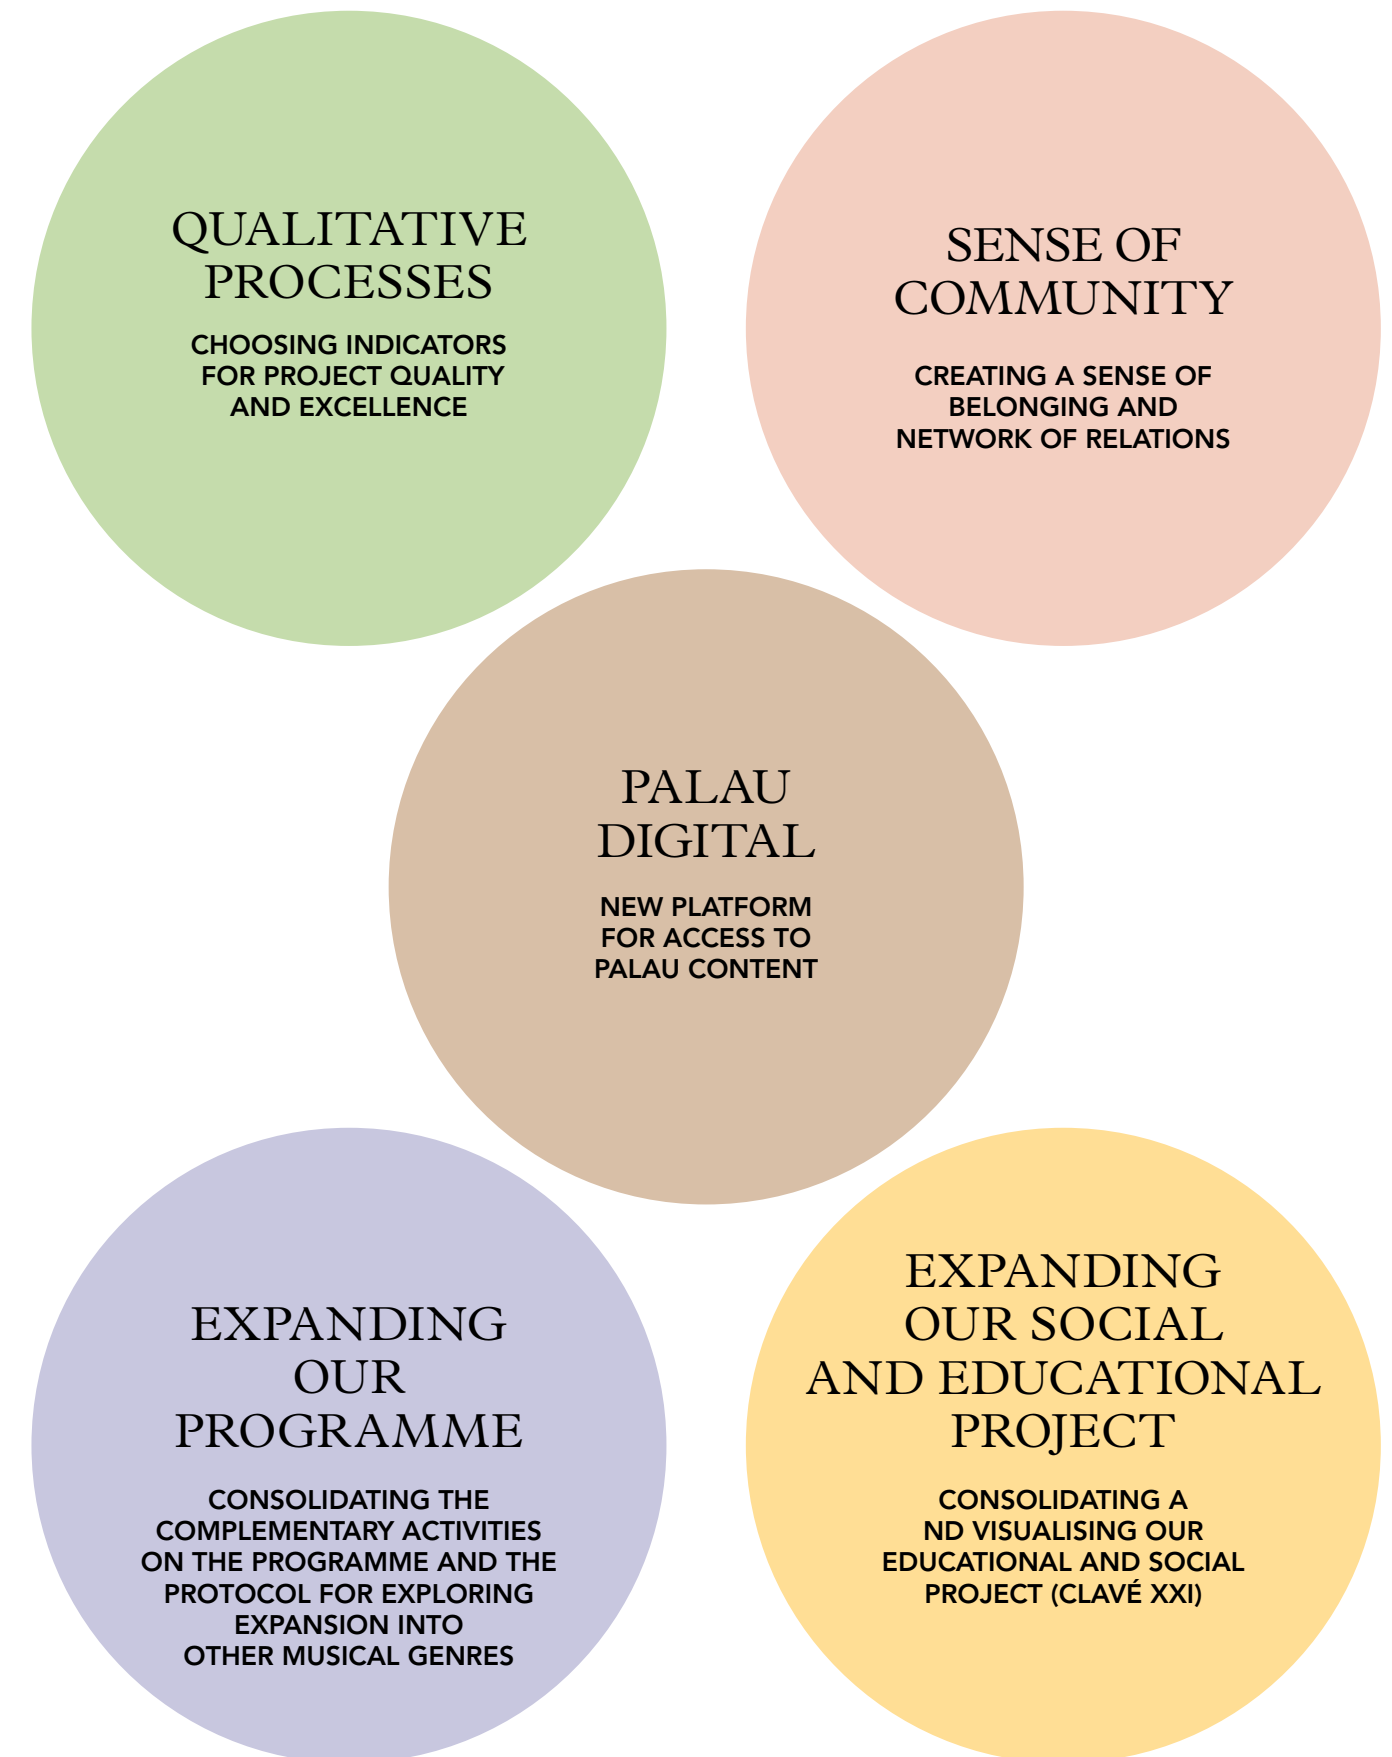 QUALITATIVE
PROCESSES
CHOOSING INDICATORS
FOR PROJECT QUALITY
AND EXCELLENCE
SENSE OF
COMMUNITY
CREATING A SENSE OF
BELONGING AND
NETWORK OF RELATIONS
PALAU
DIGITAL
NEW PLATFORM
FOR ACCESS TO
PALAU CONTENT
EXPANDING
OUR
PROGRAMME
CONSOLIDATING THE
COMPLEMENTARY ACTIVITIES
ON THE PROGRAMME AND THE
PROTOCOL FOR EXPLORING
EXPANSION INTO
OTHER MUSICAL GENRES
EXPANDING
OUR SOCIAL
AND EDUCATIONAL
PROJECT
CONSOLIDATING A
ND VISUALISING OUR
EDUCATIONAL AND SOCIAL
PROJECT (CLAVÉ XXI)